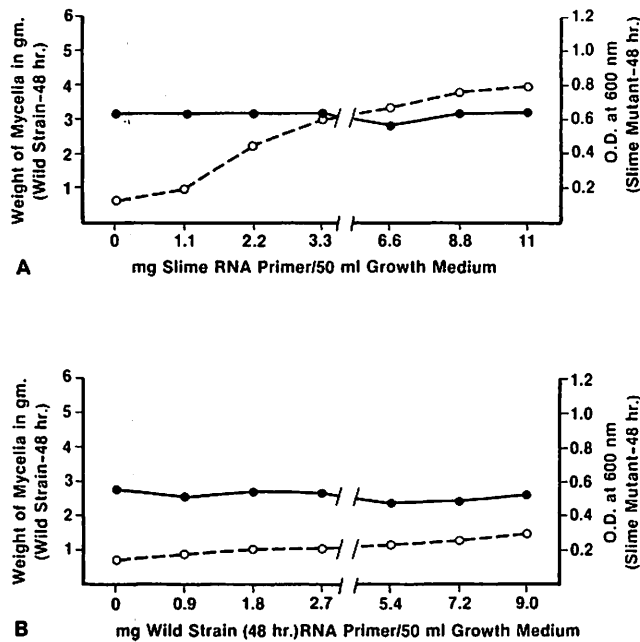 Weight of Mycelia in gm.
(Wild Strain-48 hr.)
6
5
4
3
2
1
1.2
1.0
0.8
0.6
0.4
0.2
O.D. at 600 nm
(Slime Mutant-48 hr.)
0 1.1 2.2 3.3 6.6 8.8 11
A mg Slime RNA Primer/50 ml Growth Medium
Weight of Mycelia in gm.
(Wild Strain-48 hr.)
6
5
4
3
2
1
1.2
1.0
0.8
0.6
0.4
0.2
O.D. at 600 nm
(Slime Mutant-48 hr.)
0 0.9 1.8 2.7 5.4 7.2 9.0
B mg Wild Strain (48 hr.)RNA Primer/50 ml Growth Medium